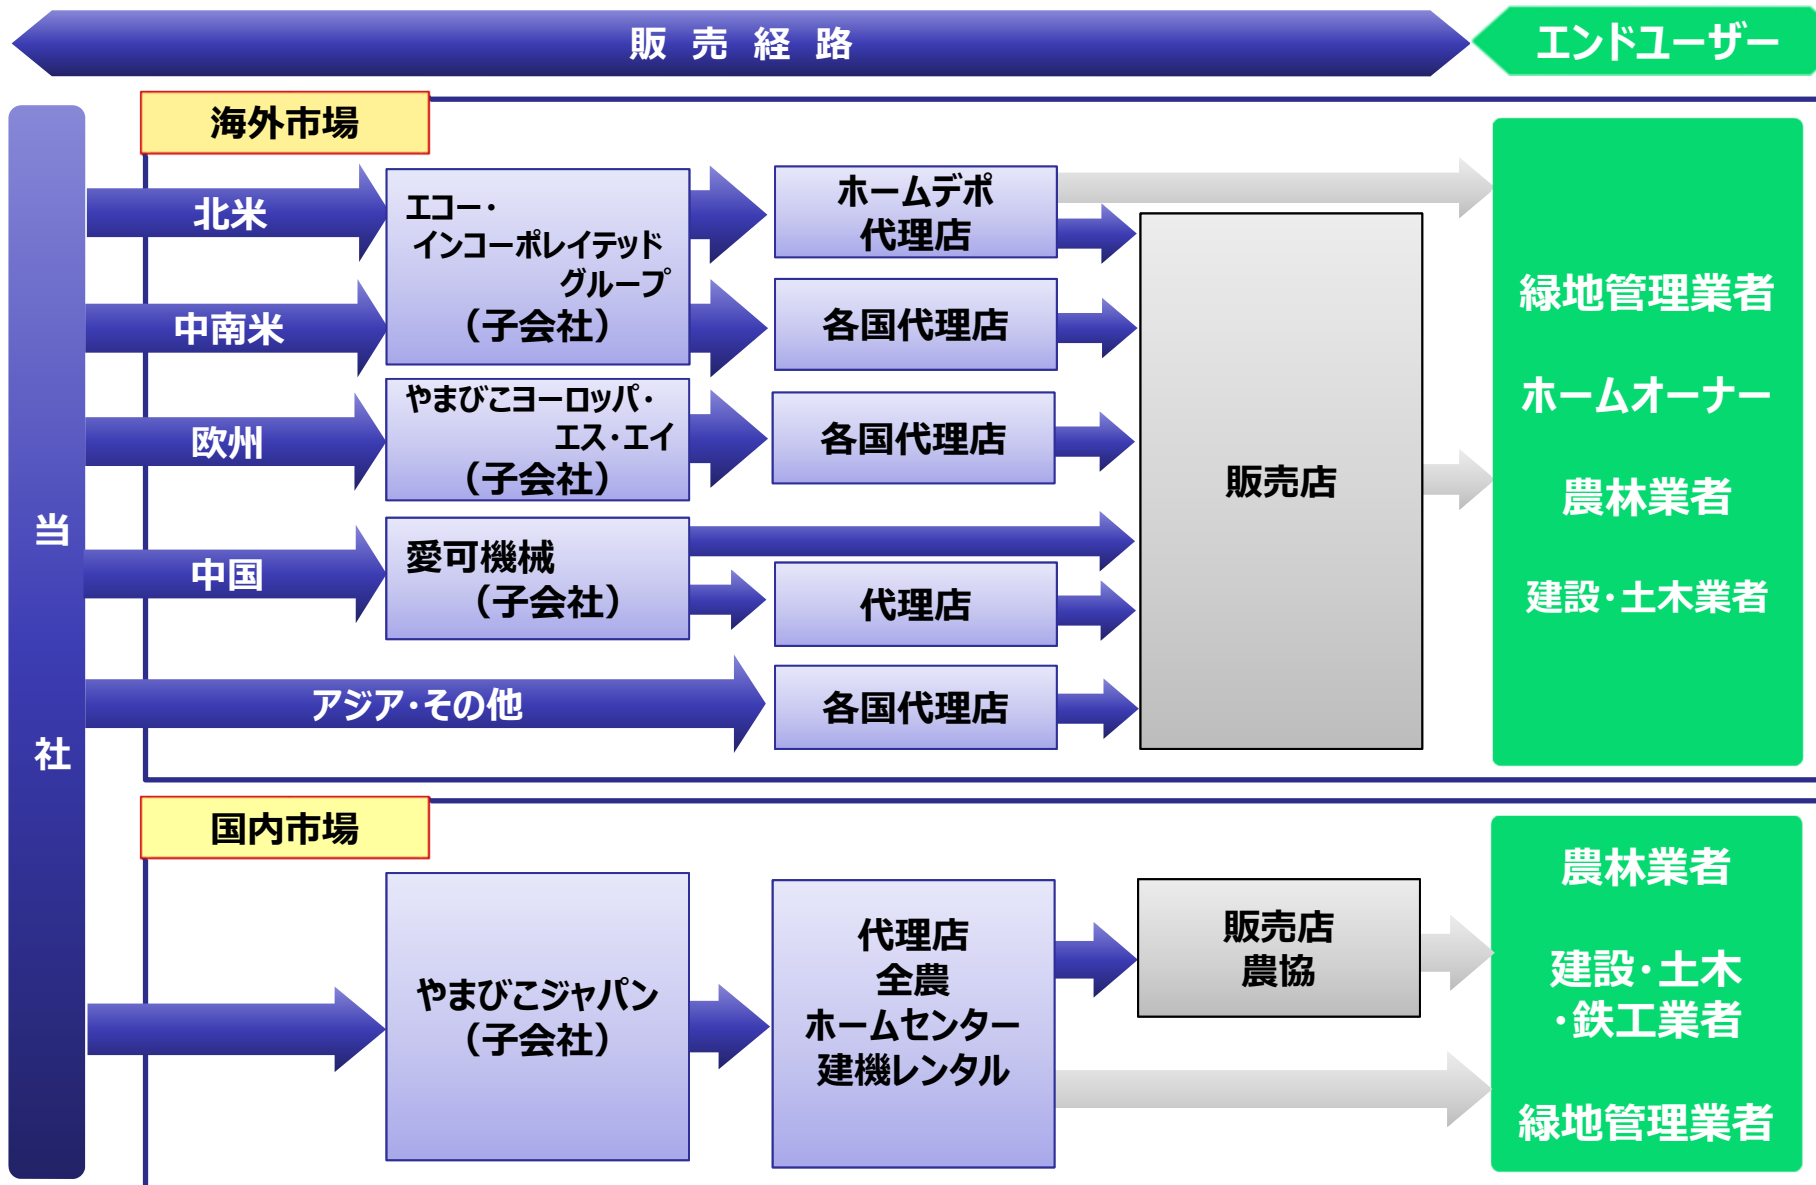 販売経路
エンドユーザー
当社
海外市場
北米
中南米
欧州
中国
アジア・その他
エコー・
インコーポレイテッド
グループ
（子会社）
やまびこヨーロッパ・
エス・エイ
（子会社）
愛可機械
（子会社）
ホームデポ
代理店
各国代理店
各国代理店
代理店
各国代理店
販売店
緑地管理業者
ホームオーナー
農林業者
建設・土木業者
国内市場
やまびこジャパン
（子会社）
代理店
全農
ホームセンター
建機レンタル
販売店
農協
農林業者
建設・土木
・鉄工業者
緑地管理業者